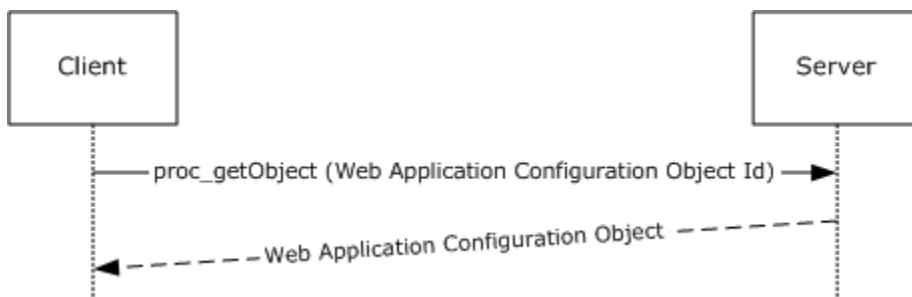 Client
Server
proc_getObject (Web Application Configuration Object Id)
Web Application Configuration Object